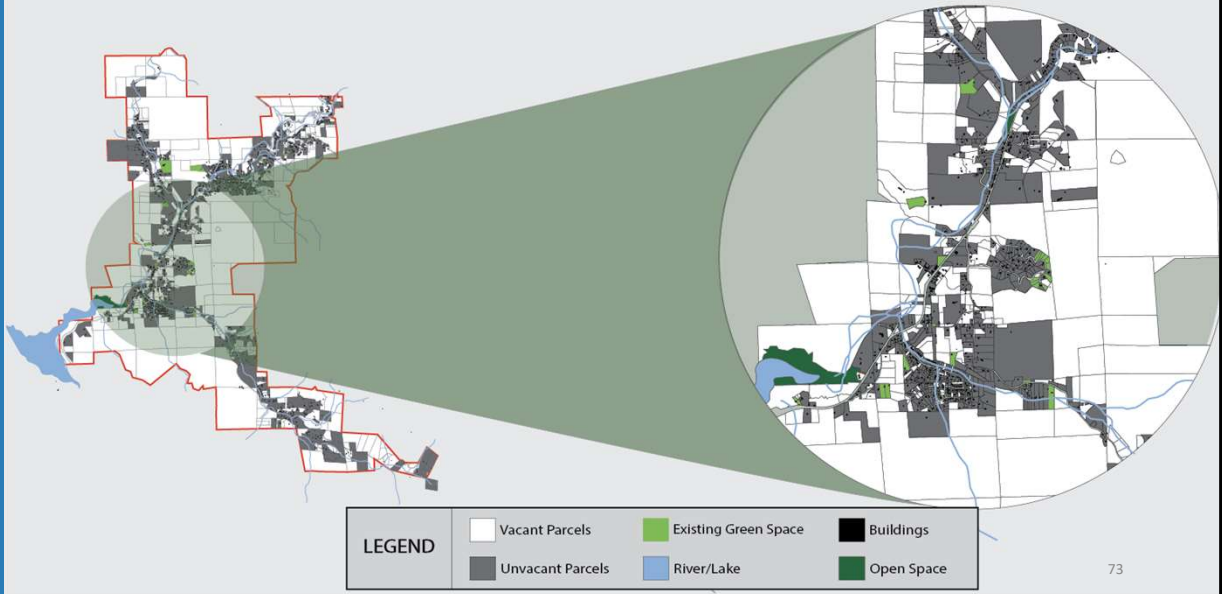 LEGEND
Vacant Parcels
Existing Green Space
Buildings
Unvacant Parcels
River/Lake
Open Space
73